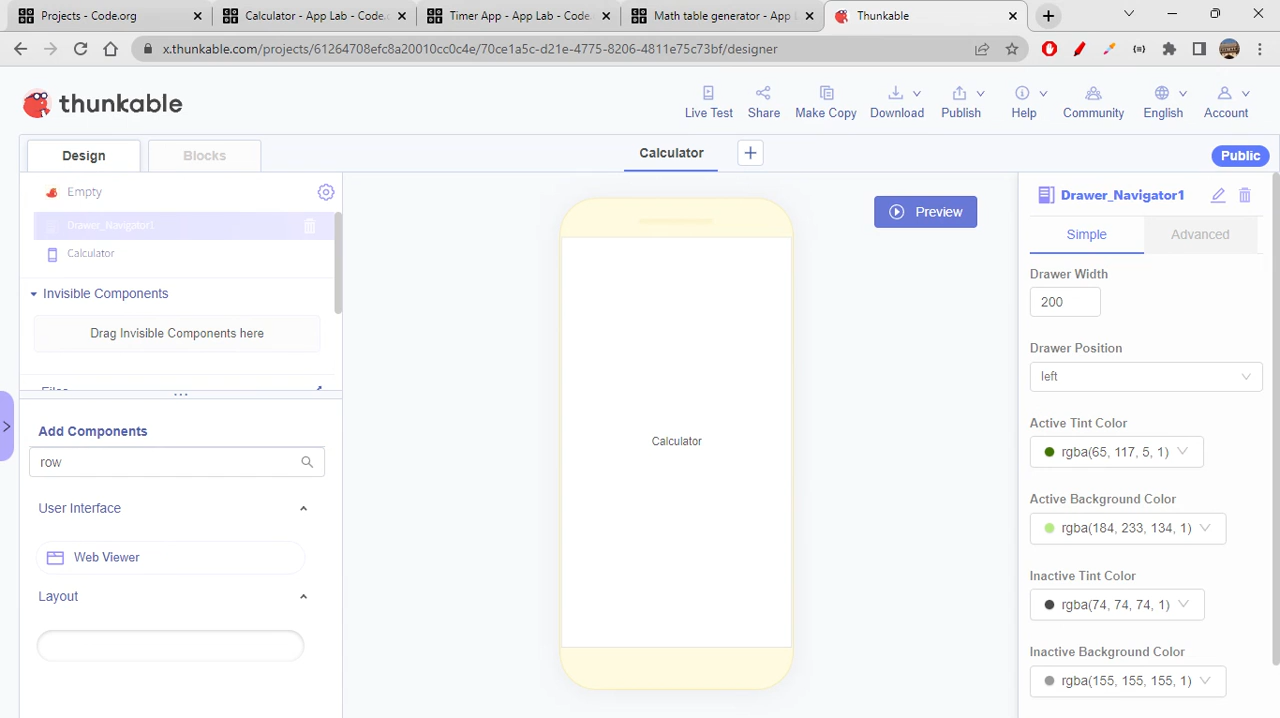 Projects - Code.org
Calculator - App Lab - Code.
Timer App - App Lab - Code.
Math table generator - App L
Thunkable
x.thunkable.com/projects/61264708efc8a20010cc0c4e/70ce1a5c-d21e-4775-8206-4811e75c73bf/designer
thunkable
Live Test
Share
Make Copy
Download
Publish
Help
Community
English
Account
Design
Blocks
Calculator
Public
Empty
Drawer_Navigator1
Calculator
Invisible Components
Drag Invisible Components here
Files
Add Components
row
User Interface
Web Viewer
Layout
Preview
Calculator
Drawer_Navigator1
Simple
Advanced
Drawer Width
200
Drawer Position
left
Active Tint Color
rgba(65, 117, 5, 1)
Active Background Color
rgba(184, 233, 134, 1)
Inactive Tint Color
rgba(74, 74, 74, 1)
Inactive Background Color
rgba(155, 155, 155, 1)